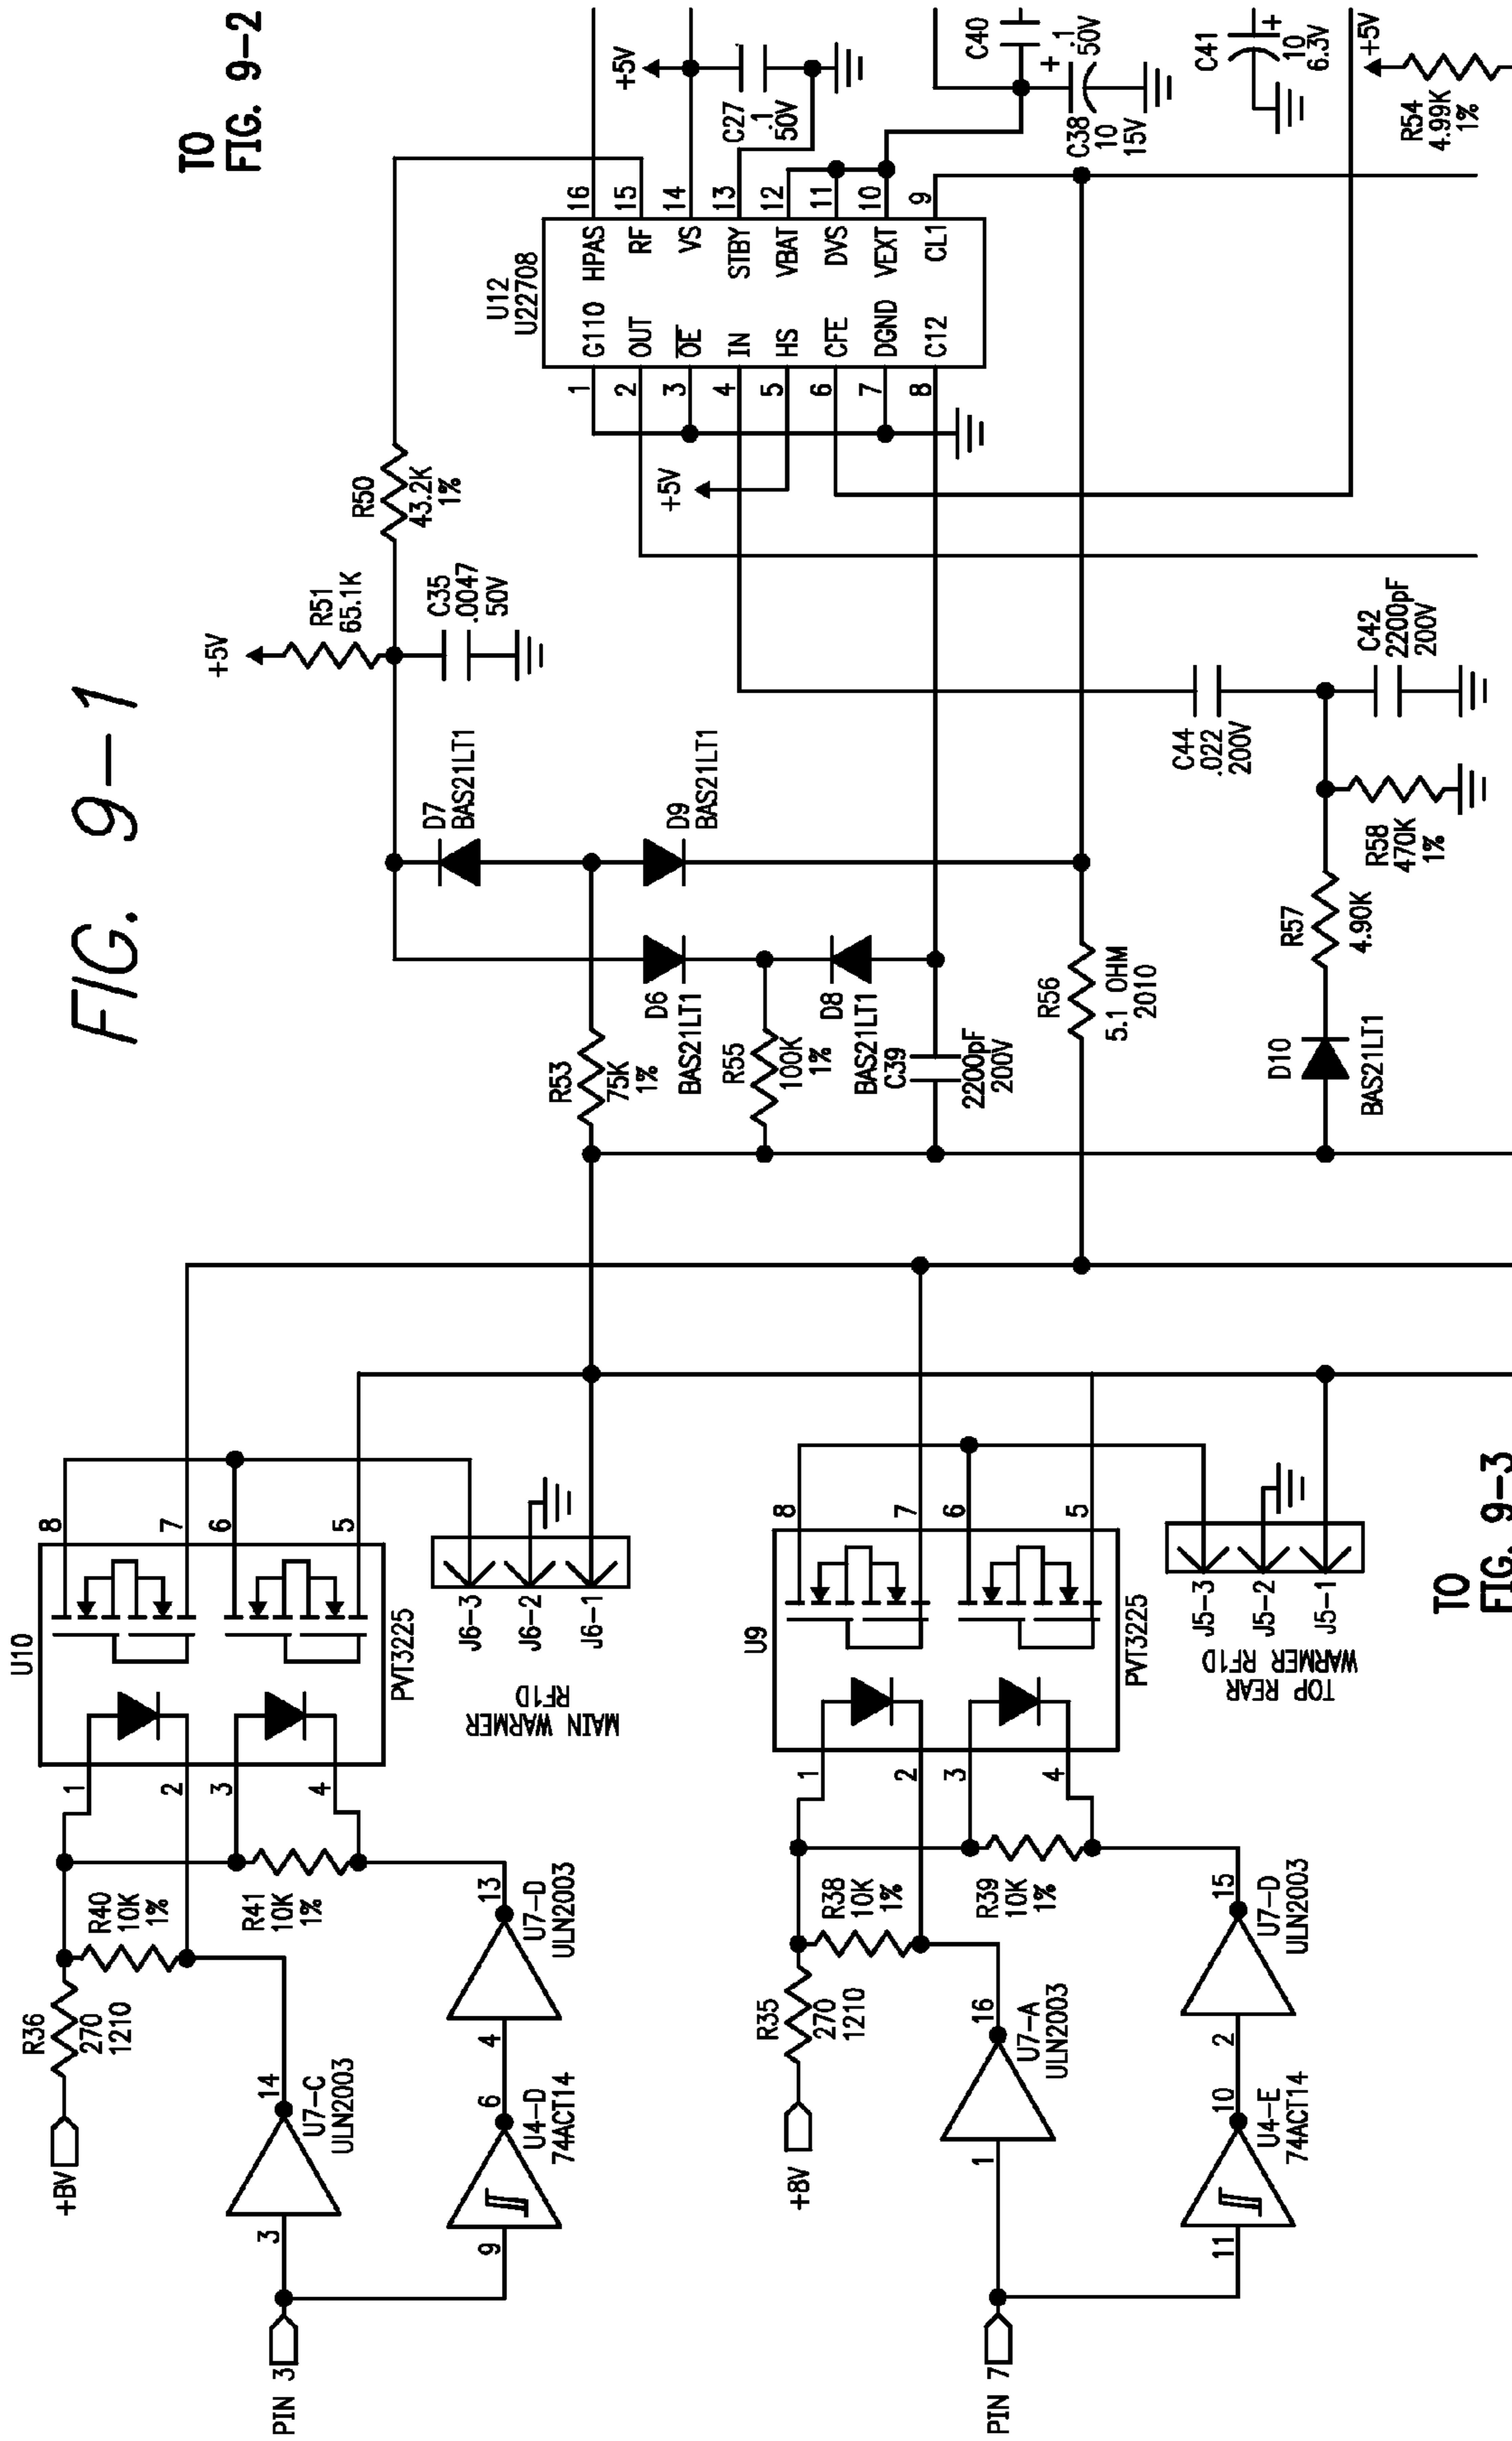 FIG. 9-1
TO
FIG. 9-2
+BV
R36
270
1210
R40
10K
1%
R41
10K
1%
PIN 3
3
14
U7-C
ULN2003
9
6
U4-D
74ACT14
4
13
U7-D
ULN2003
U10
1
2
3
4
8
7
6
5
PVT3225
J6-3
J6-2
J6-1
MAIN WARMER
RF1D
+8V
R35
270
1210
R38
10K
1%
R39
10K
1%
PIN 7
1
16
U7-A
ULN2003
11
10
U4-E
74ACT14
2
15
U7-D
ULN2003
U9
1
2
3
4
8
7
6
5
PVT3225
J5-3
J5-2
J5-1
TOP REAR
WARMER RF1D
TO
FIG. 9-3
R53
75K
1%
D6
BAS21LT1
R55
100K
1%
D8
BAS21LT1
C39
2200pF
200V
D7
BAS21LT1
D9
BAS21LT1
R56
5.1 OHM
2010
D10
BAS21LT1
R57
4.90K
R58
470K
1%
C44
.022
200V
C42
2200pF
200V
+5V
R51
65.1K
C35
.0047
50V
R50
43.2K
1%
+5V
U12
U22708
1
2
3
4
5
6
7
8
G110
OUT
OE
IN
HS
CFE
DGND
C12
HPAS
RF
VS
STBY
VBAT
DVS
VEXT
CL1
16
15
14
13
12
11
10
9
+5V
C27
.1
50V
C40
.1
50V
+
C38
10
15V
C41
+
10
6.3V
+5V
R54
4.99K
1%